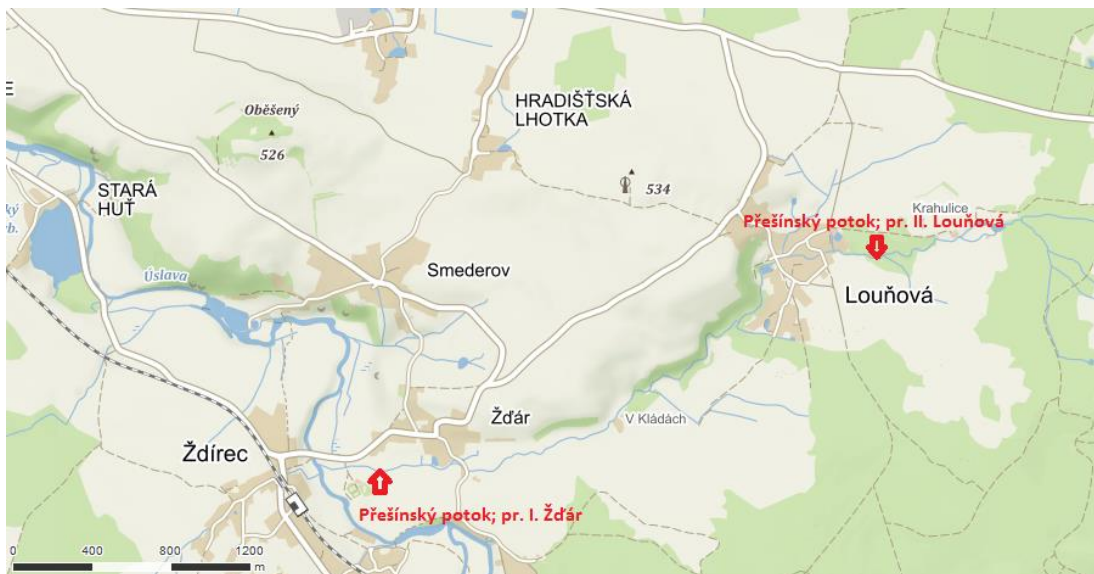 E
Oběšený
526
HRADIŠŤSKÁ
LHOTKA
534
STARÁ
HUŤ
Krahulice
Přešínský potok; pr. II. Louňová
Úslava
Smederov
Louňová
Žďár
V Kládách
Ždírec
Přešínský potok; pr. I. Žďár
0 400 800 1200
m